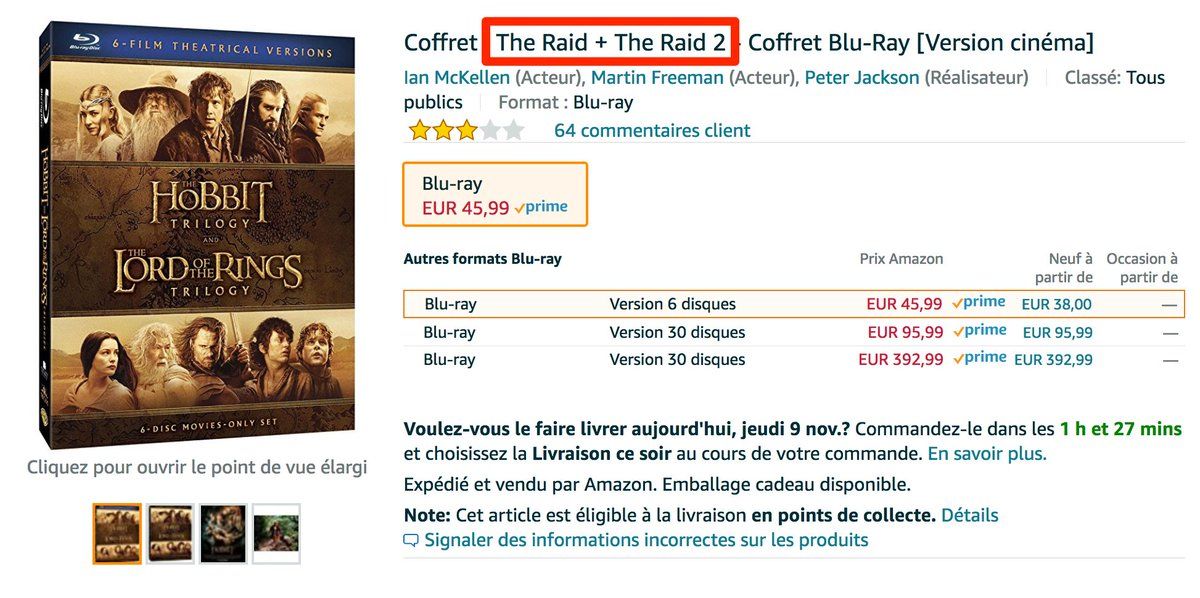 Blu-ray Disc
6-FILM THEATRICAL VERSIONS
THE
HOBBIT
TRILOGY
AND
THE
LORD OF THE RINGS
TRILOGY
6-DISC MOVIES-ONLY SET
Cliquez pour ouvrir le point de vue élargi
Coffret The Raid + The Raid 2 - Coffret Blu-Ray [Version cinéma]
Ian McKellen (Acteur), Martin Freeman (Acteur), Peter Jackson (Réalisateur) Classé: Tous
publics Format : Blu-ray
64 commentaires client
Blu-ray
EUR 45,99 prime
Autres formats Blu-ray Prix Amazon Neuf à partir de Occasion à partir de
Blu-ray Version 6 disques EUR 45,99 prime EUR 38,00 —
Blu-ray Version 30 disques EUR 95,99 prime EUR 95,99 —
Blu-ray Version 30 disques EUR 392,99 prime EUR 392,99 —
Voulez-vous le faire livrer aujourd'hui, jeudi 9 nov.? Commandez-le dans les 1 h et 27 mins
et choisissez la Livraison ce soir au cours de votre commande. En savoir plus.
Expédié et vendu par Amazon. Emballage cadeau disponible.
Note: Cet article est éligible à la livraison en points de collecte. Détails
Signaler des informations incorrectes sur les produits